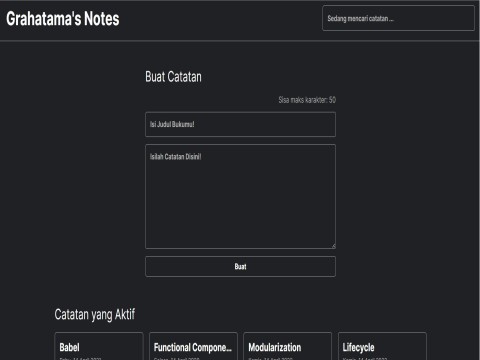 Grahatama's Notes
Sedang mencari catatan ...
Buat Catatan
Sisa maks karakter: 50
Isi Judul Bukumu!
Isilah Catatan Disini!
Buat
Catatan yang Aktif
Babel
Functional Compone...
Modularization
Lifecycle